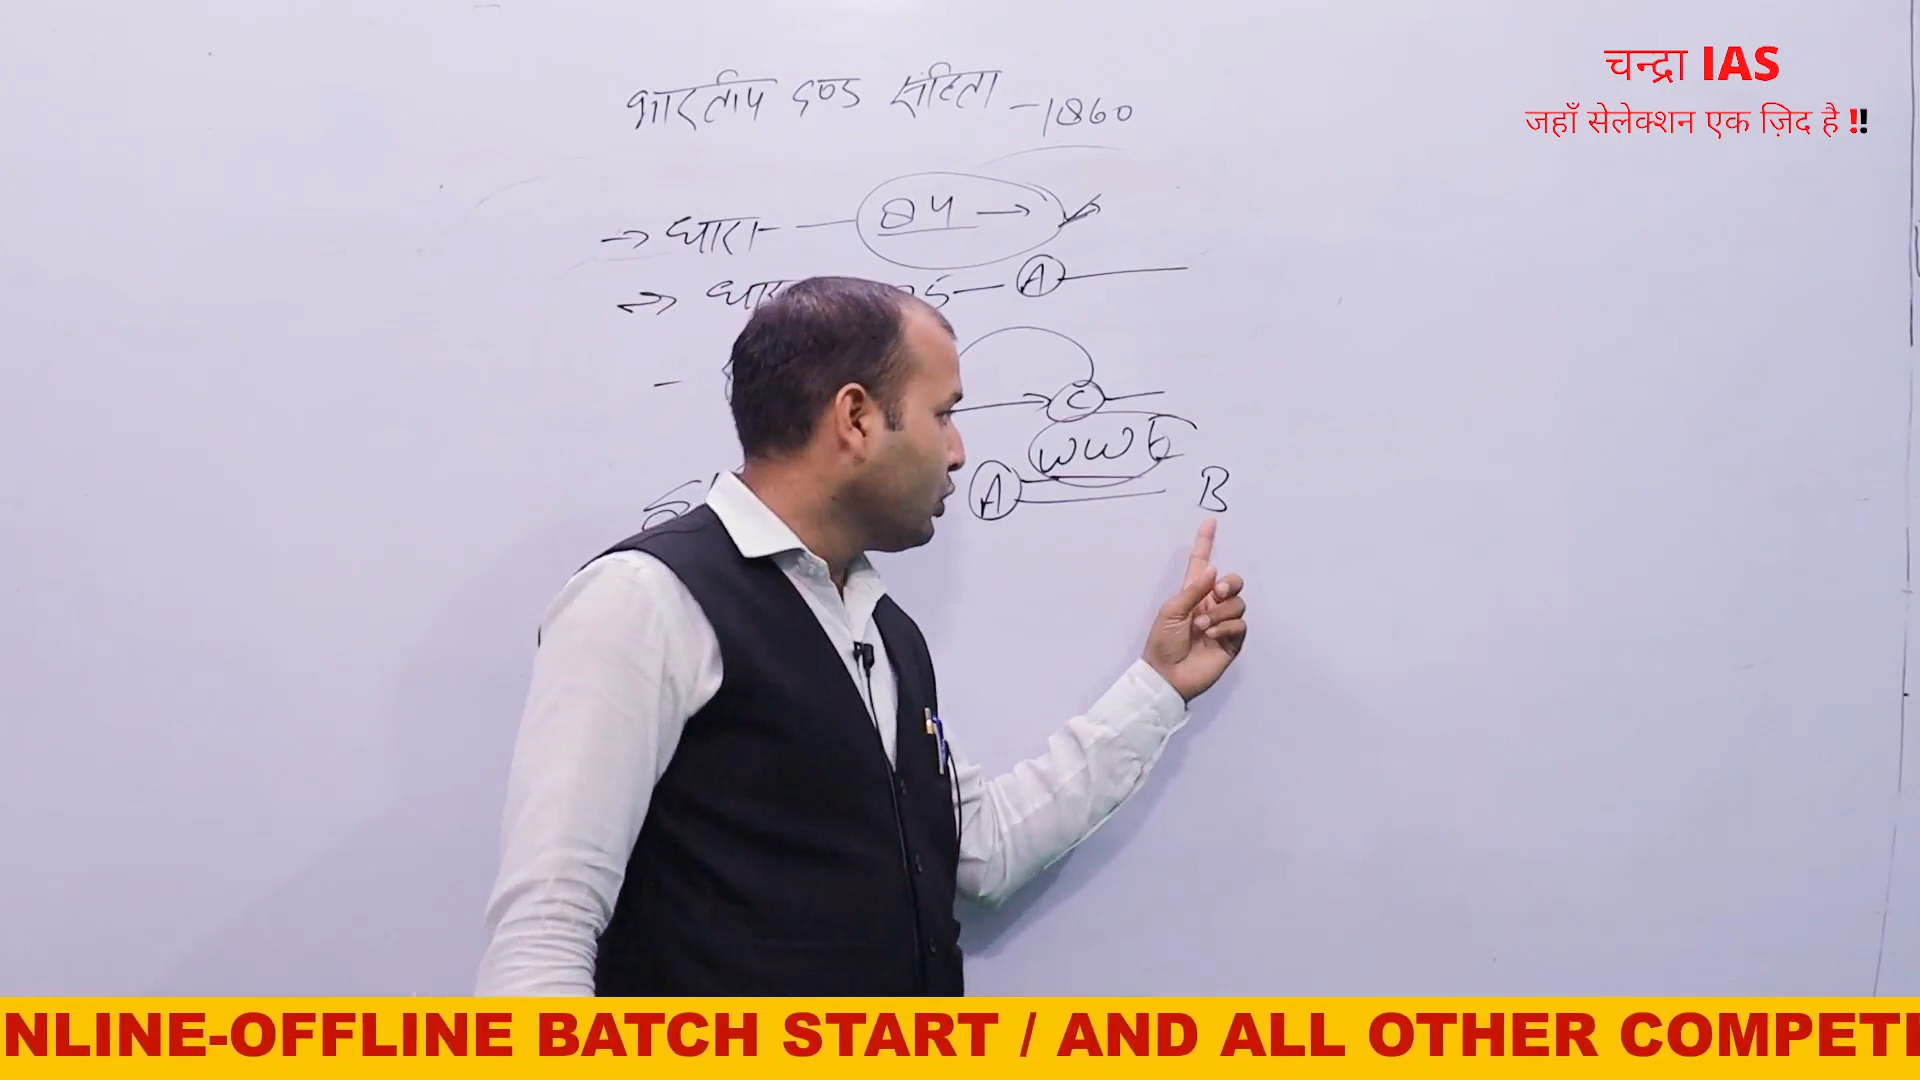 चन्द्रा IAS
जहाँ सेलेक्शन एक ज़िद है !!
भारतीय दण्ड संहिता -1860
→ धारा - 84 →
→ A
C
WWE
A B
NLINE-OFFLINE BATCH START / AND ALL OTHER COMPETI